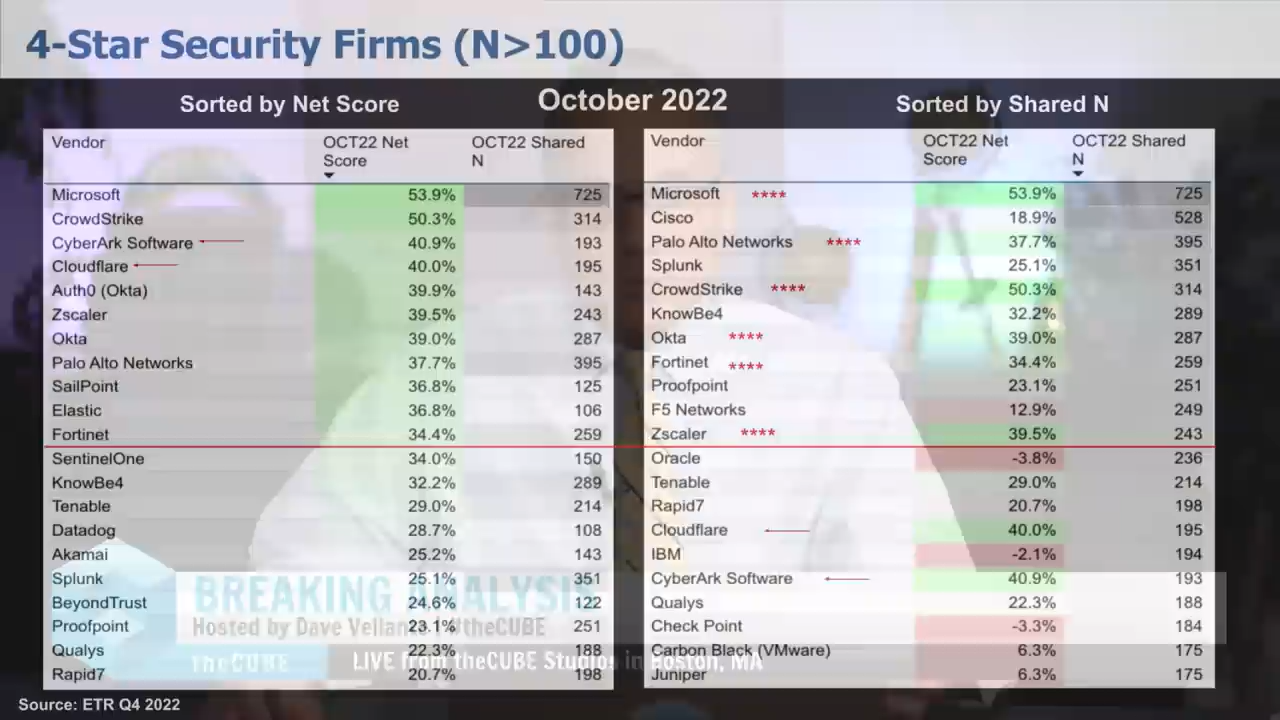 4-Star Security Firms (N>100)
Sorted by Net Score
October 2022
Sorted by Shared N
Vendor OCT22 Net Score OCT22 Shared N
Microsoft 53.9% 725
CrowdStrike 50.3% 314
CyberArk Software 40.9% 193
Cloudflare 40.0% 195
Auth0 (Okta) 39.9% 143
Zscaler 39.5% 243
Okta 39.0% 287
Palo Alto Networks 37.7% 395
SailPoint 36.8% 125
Elastic 36.8% 106
Fortinet 34.4% 259
SentinelOne 34.0% 150
KnowBe4 32.2% 289
Tenable 29.0% 214
Datadog 28.7% 108
Akamai 25.2% 143
Splunk 25.1% 351
BeyondTrust 24.6% 122
Proofpoint 23.1% 251
Qualys 22.3% 188
Rapid7 20.7% 198
Vendor OCT22 Net Score OCT22 Shared N
Microsoft **** 53.9% 725
Cisco 18.9% 528
Palo Alto Networks **** 37.7% 395
Splunk 25.1% 351
CrowdStrike **** 50.3% 314
KnowBe4 32.2% 289
Okta **** 39.0% 287
Fortinet **** 34.4% 259
Proofpoint 23.1% 251
F5 Networks 12.9% 249
Zscaler **** 39.5% 243
Oracle -3.8% 236
Tenable 29.0% 214
Rapid7 20.7% 198
Cloudflare 40.0% 195
IBM -2.1% 194
CyberArk Software 40.9% 193
Qualys 22.3% 188
Check Point -3.3% 184
Carbon Black (VMware) 6.3% 175
Juniper 6.3% 175
BREAKING ANALYSIS
Hosted by Dave Vellante | #theCUBE
theCUBE LIVE from theCUBE Studios in Boston, MA
Source: ETR Q4 2022